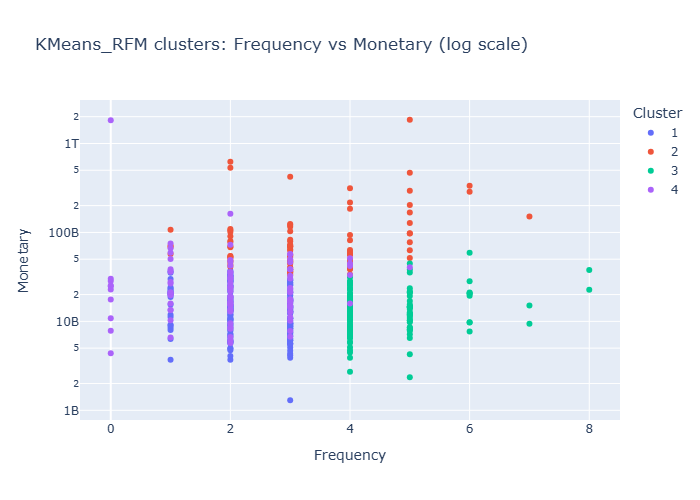 KMeans_RFM clusters: Frequency vs Monetary (log scale)
Cluster
1
2
3
4
Monetary
2
1T
5
2
100B
5
2
10B
5
2
1B
0 2 4 6 8
Frequency